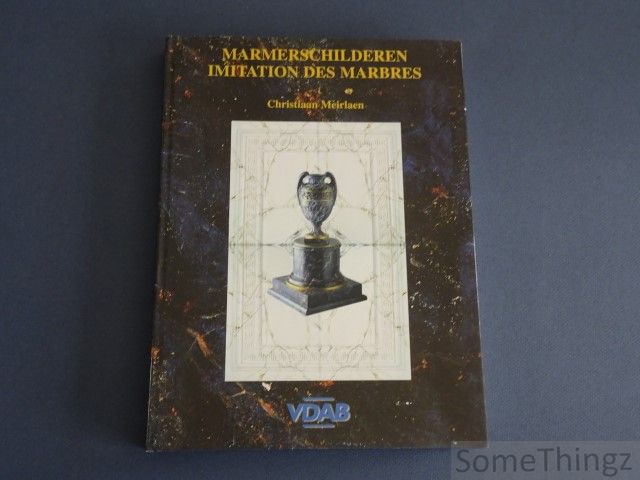 MARMERSCHILDEREN
IMITATION DES MARBRES
Christiaan Meirlaen
VDAB
SomeThingz